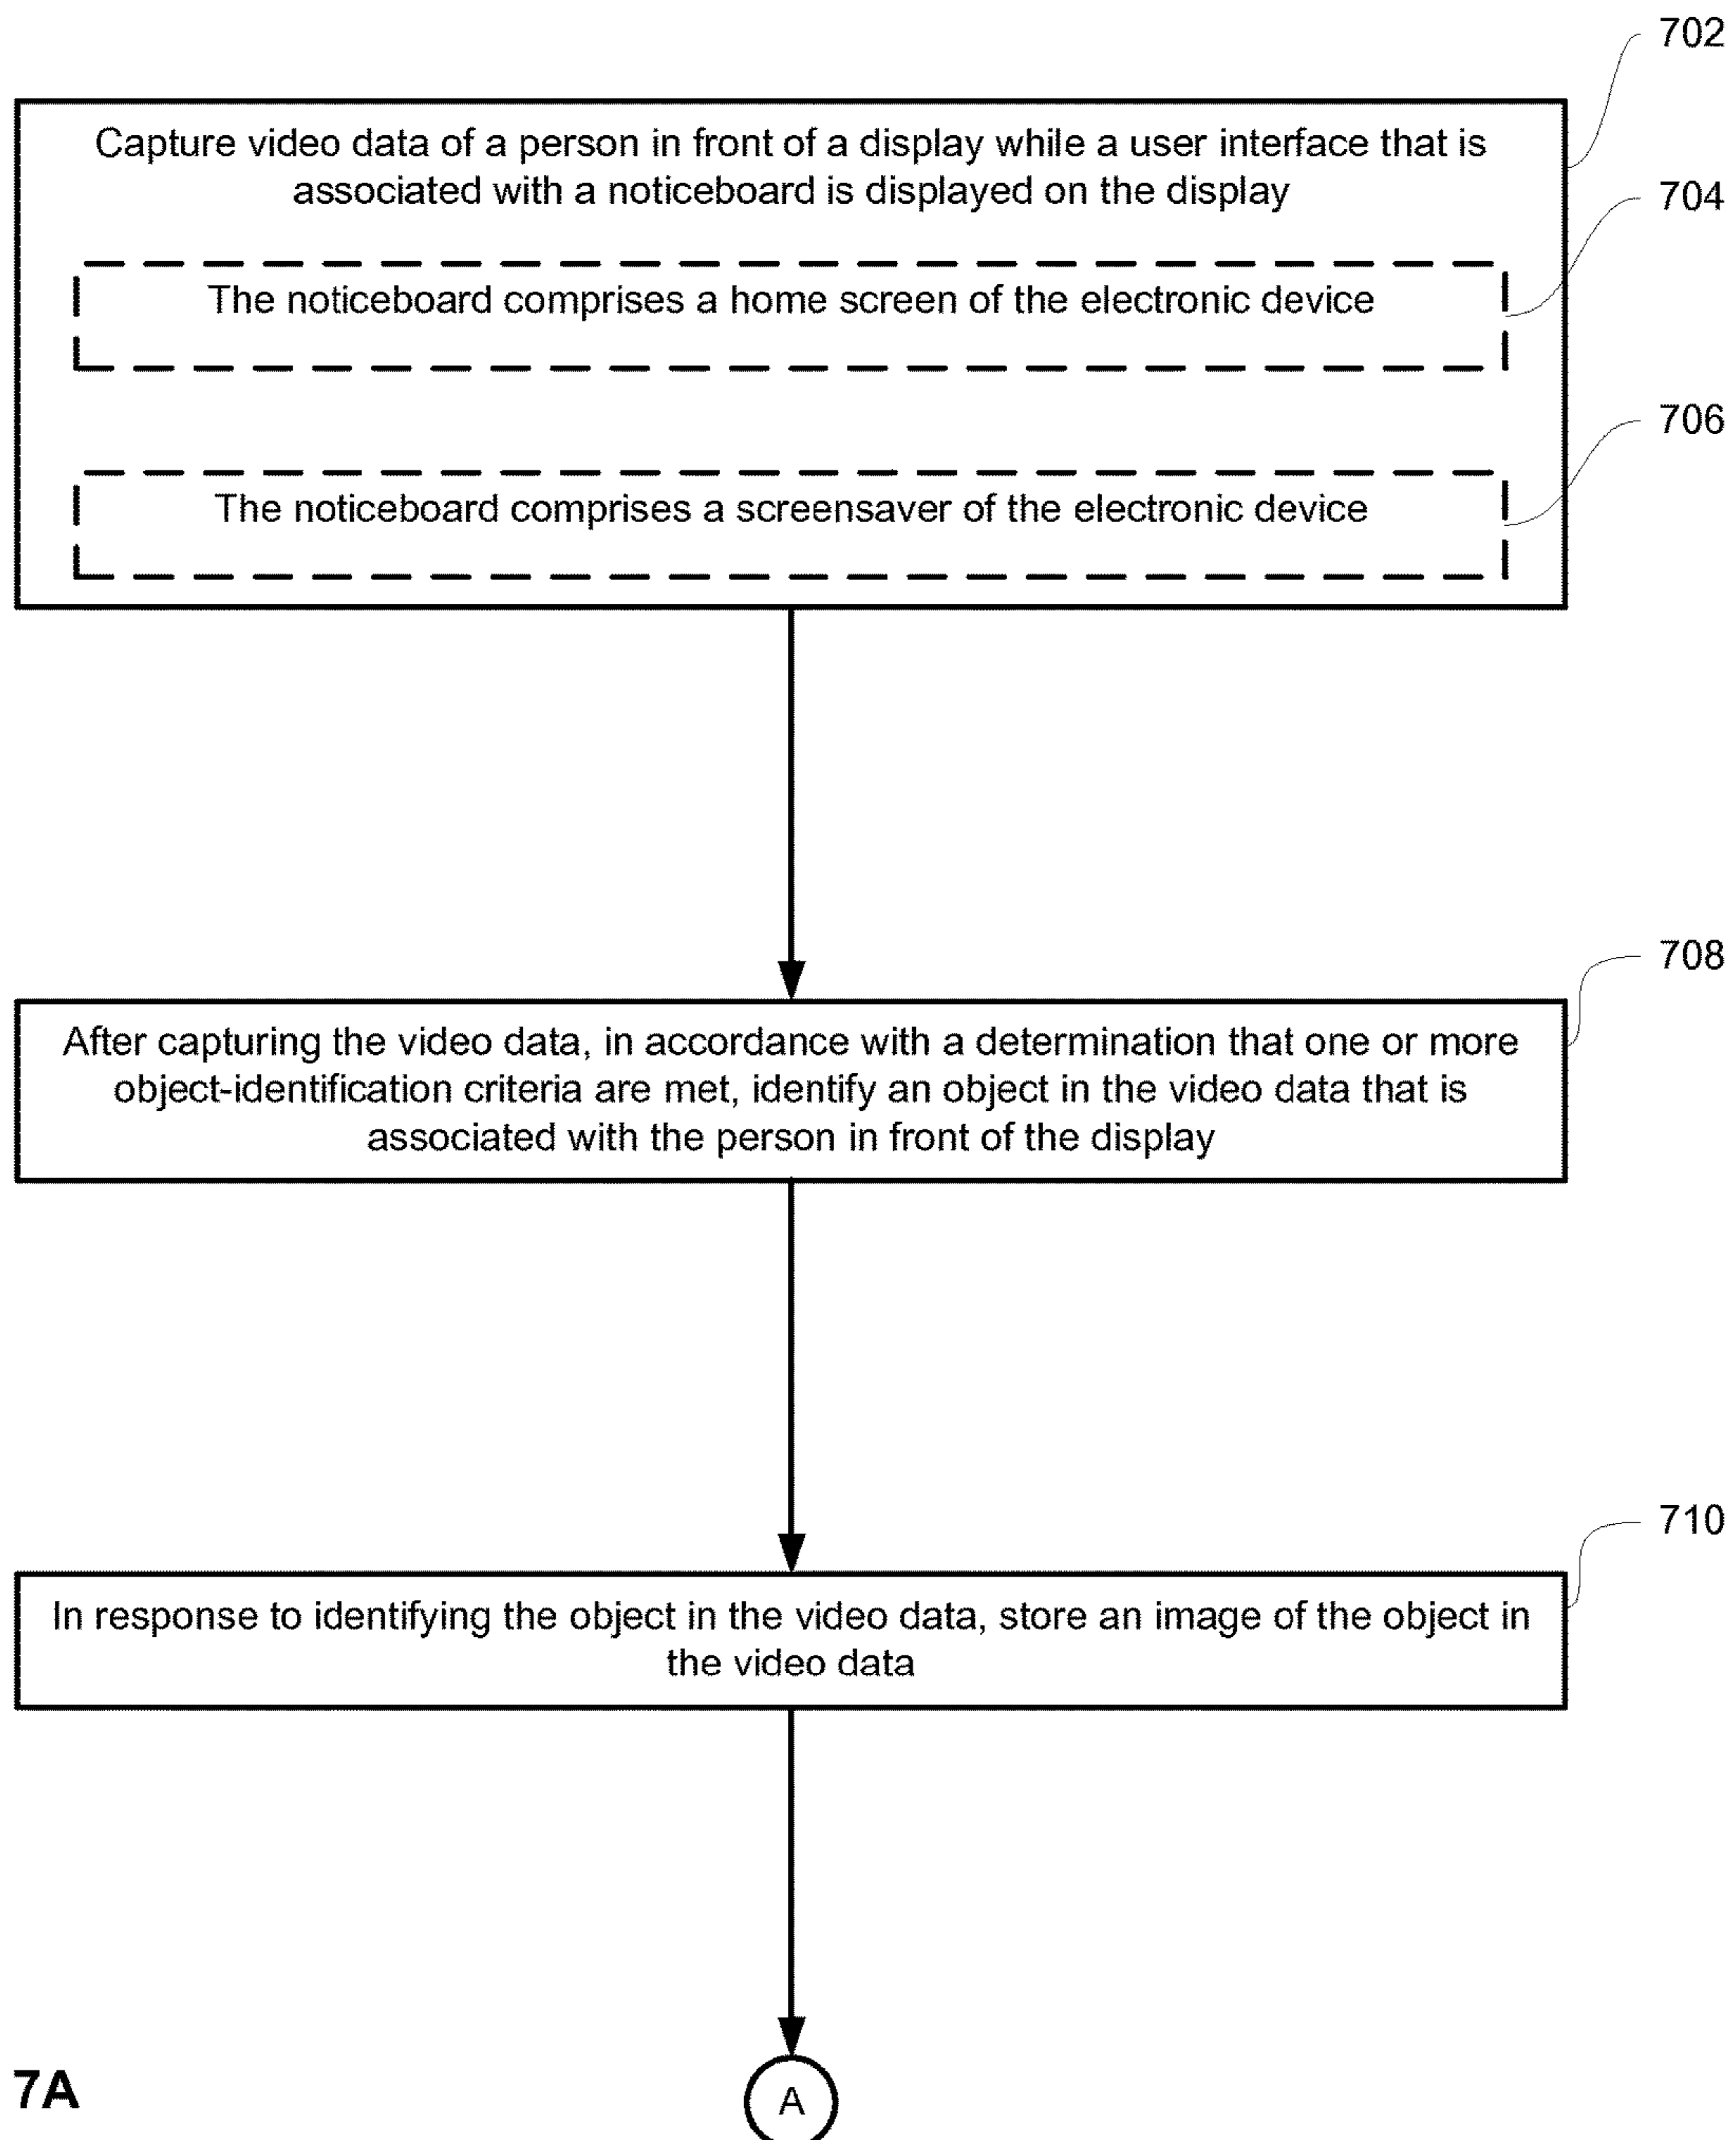 702
Capture video data of a person in front of a display while a user interface that is
associated with a noticeboard is displayed on the display
704
The noticeboard comprises a home screen of the electronic device
706
The noticeboard comprises a screensaver of the electronic device
708
After capturing the video data, in accordance with a determination that one or more
object-identification criteria are met, identify an object in the video data that is
associated with the person in front of the display
710
In response to identifying the object in the video data, store an image of the object in
the video data
7A
A